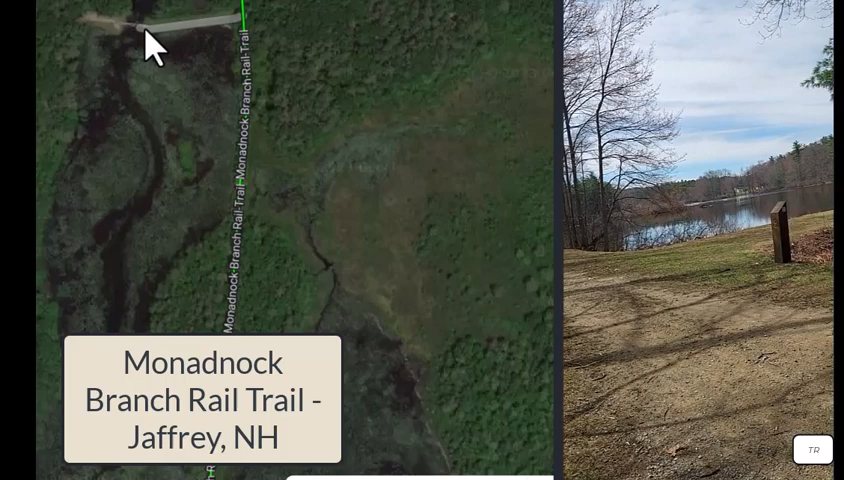 Monadnock-Branch-Rail-Trail
Monadnock-Branch-Rail-Trail
Monadnock
Branch Rail Trail -
Jaffrey, NH
TR